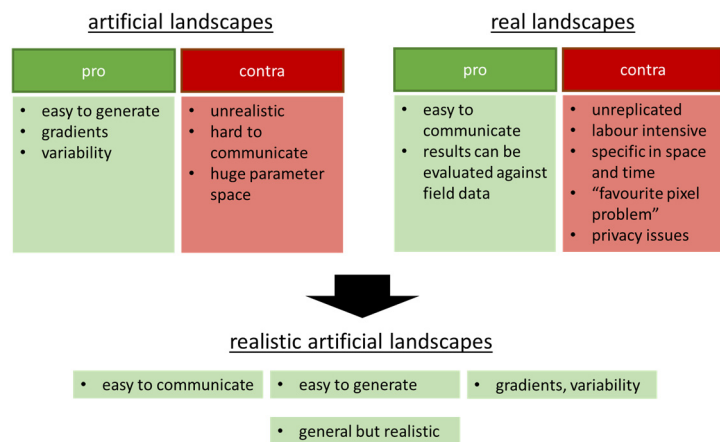 artificial landscapes
pro
contra
• easy to generate
• gradients
• variability
• unrealistic
• hard to
communicate
• huge parameter
space
real landscapes
pro
contra
• easy to
communicate
• results can be
evaluated against
field data
• unreplicated
• labour intensive
• specific in space
and time
• “favourite pixel
problem”
• privacy issues
realistic artificial landscapes
• easy to communicate
• easy to generate
• gradients, variability
• general but realistic